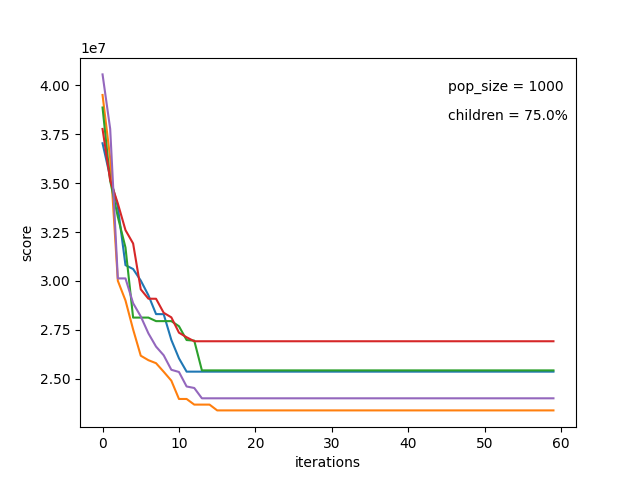 1e7
4.00
3.75
3.50
3.25
3.00
2.75
2.50
score
pop_size = 1000
children = 75.0%
0 10 20 30 40 50 60
iterations